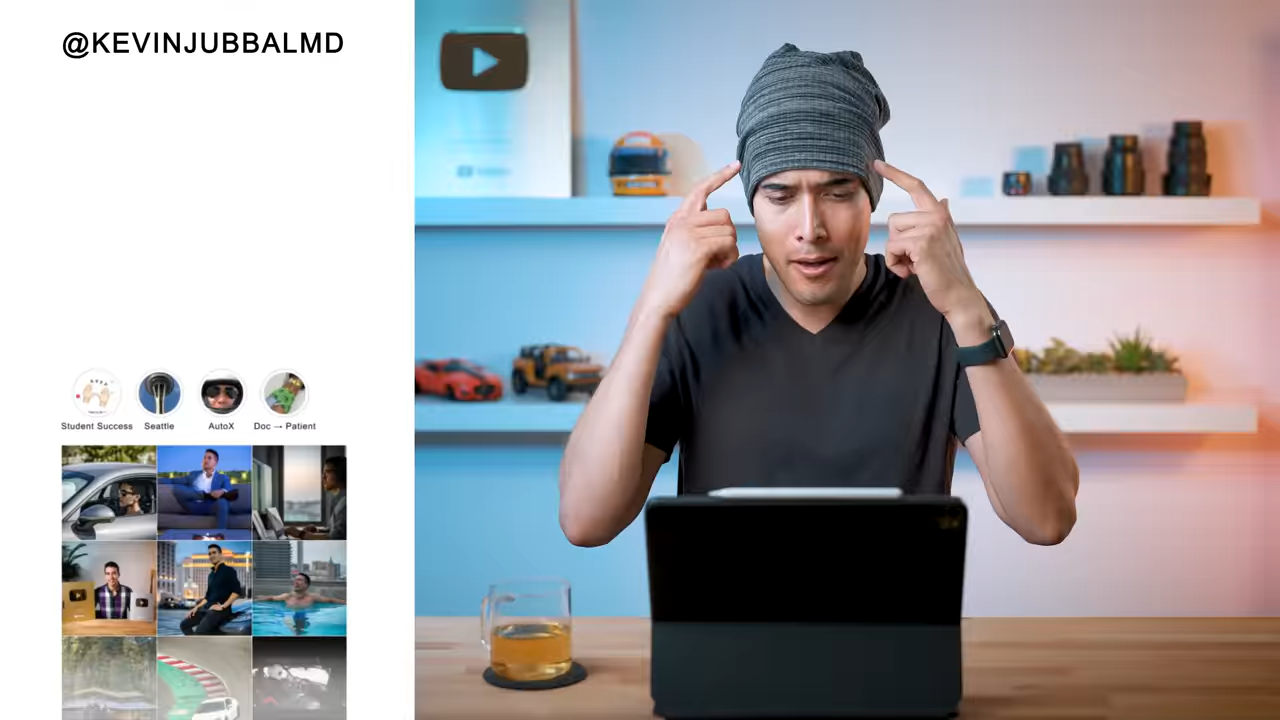 @KEVINJUBBALMD
Student Success
Seattle
AutoX
Doc → Patient